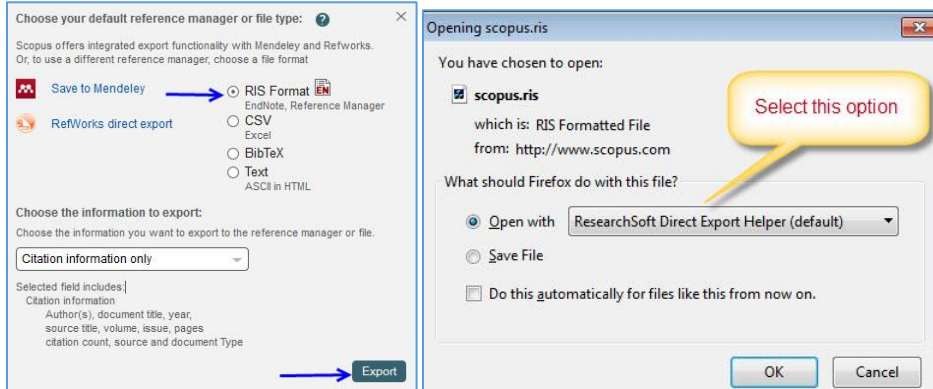 Choose your default reference manager or file type: ?
Scopus offers integrated export functionality with Mendeley and Refworks.
Or, to use a different reference manager, choose a file format
Save to Mendeley
RefWorks direct export
RIS Format EN
EndNote, Reference Manager
CSV
Excel
BibTeX
Text
ASCII in HTML
Choose the information to export:
Choose the information you want to export to the reference manager or file.
Citation information only
Selected field includes:
Citation information
Author(s), document title, year,
source title, volume, issue, pages
citation count, source and document Type
Export
Opening scopus.ris
You have chosen to open:
scopus.ris
which is: RIS Formatted File
from: http://www.scopus.com
Select this option
What should Firefox do with this file?
Open with ResearchSoft Direct Export Helper (default)
Save File
Do this automatically for files like this from now on.
OK Cancel